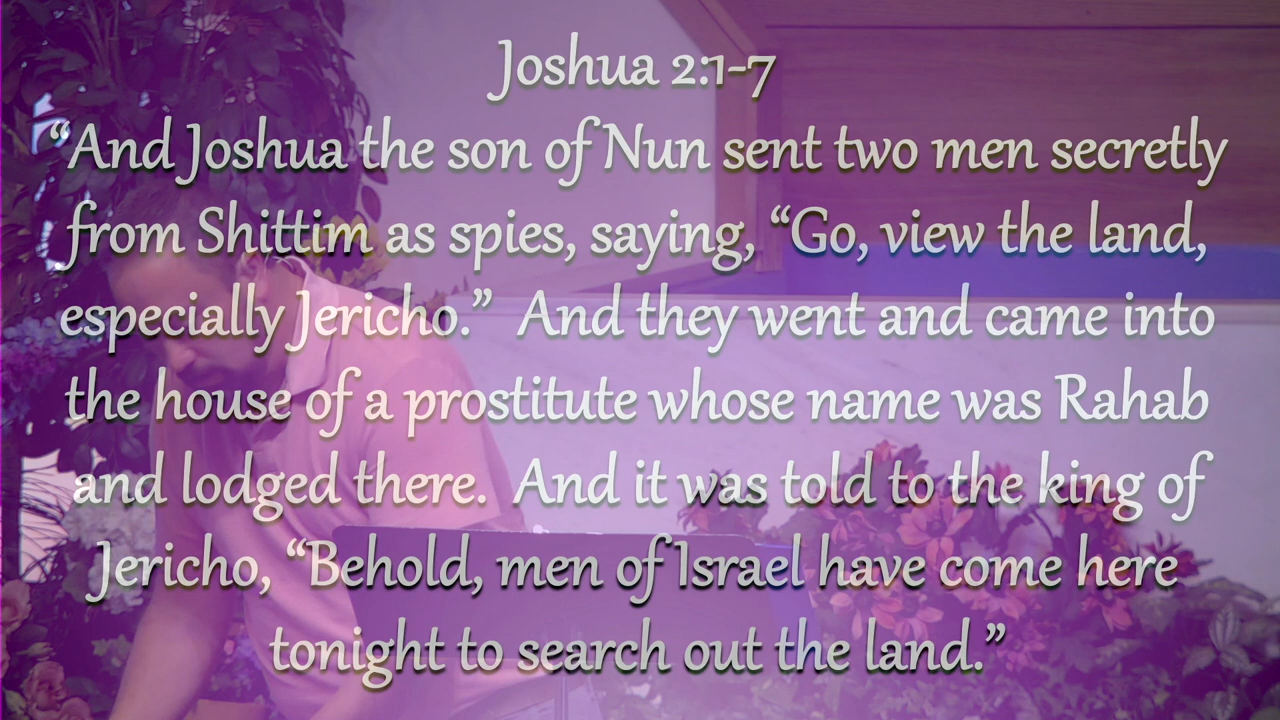 Joshua 2:1-7
“And Joshua the son of Nun sent two men secretly
from Shittim as spies, saying, “Go, view the land,
especially Jericho.”  And they went and came into
the house of a prostitute whose name was Rahab
and lodged there.  And it was told to the king of
Jericho, “Behold, men of Israel have come here
tonight to search out the land.”